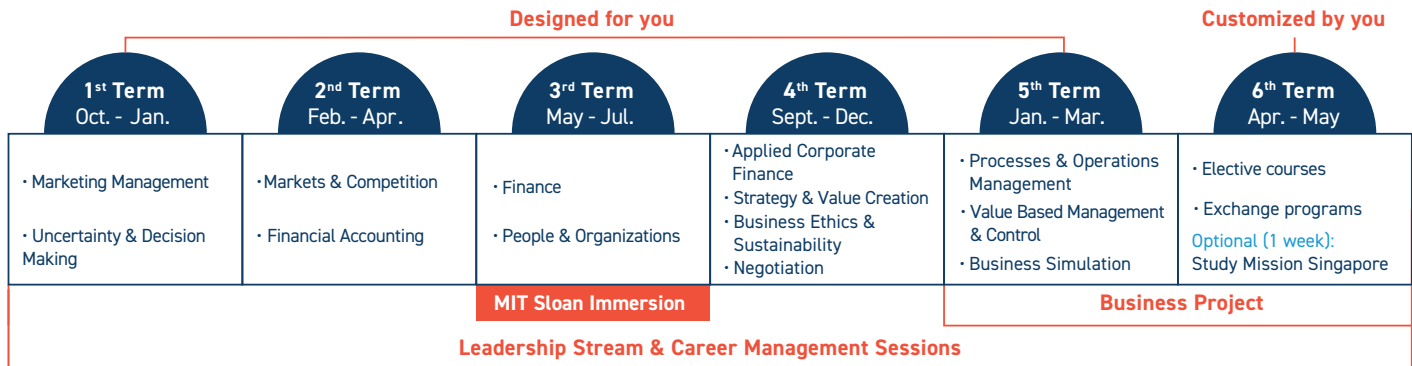 Designed for you
Customized by you
1st Term
Oct. - Jan.
2nd Term
Feb. - Apr.
3rd Term
May - Jul.
4th Term
Sept. - Dec.
5th Term
Jan. - Mar.
6th Term
Apr. - May
· Marketing Management
· Uncertainty & Decision
Making
· Markets & Competition
· Financial Accounting
· Finance
· People & Organizations
· Applied Corporate
Finance
· Strategy & Value Creation
· Business Ethics &
Sustainability
· Negotiation
· Processes & Operations
Management
· Value Based Management
& Control
· Business Simulation
· Elective courses
· Exchange programs
Optional (1 week):
Study Mission Singapore
MIT Sloan Immersion
Business Project
Leadership Stream & Career Management Sessions